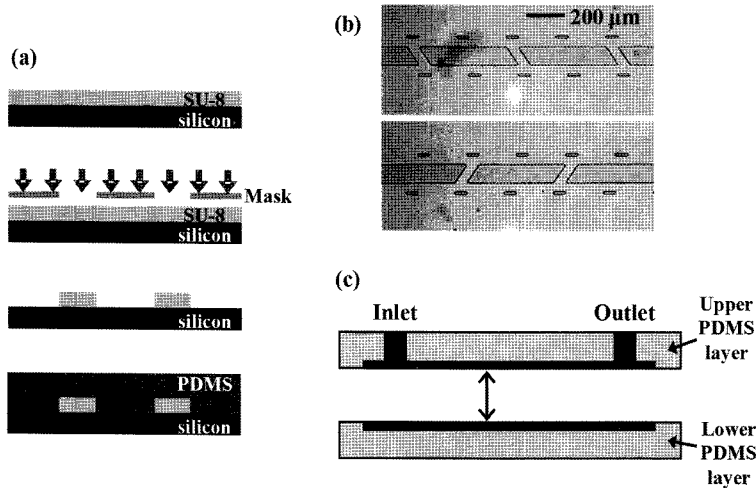 (a)
SU-8
silicon
Mask
SU-8
silicon
silicon
PDMS
silicon
(b)
200 µm
(c)
Inlet
Outlet
Upper
PDMS
layer
Lower
PDMS
layer